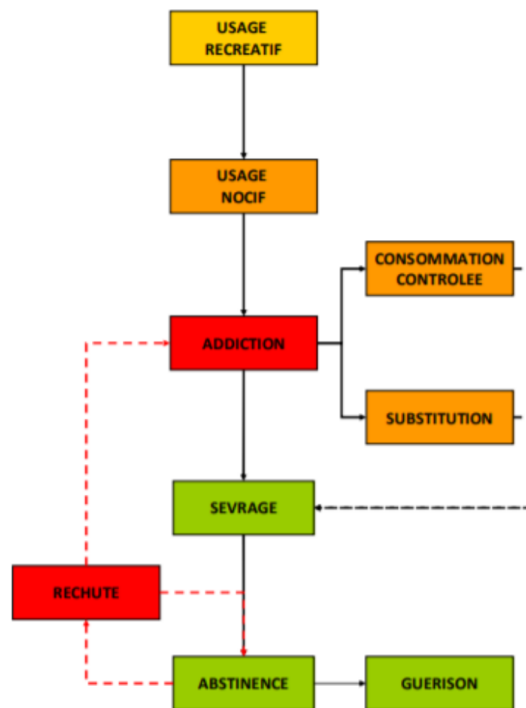 USAGE
RECREATIF
USAGE
NOCIF
CONSOMMATION
CONTROLEE
ADDICTION
SUBSTITUTION
SEVRAGE
RECHUTE
ABSTINENCE
GUERISON